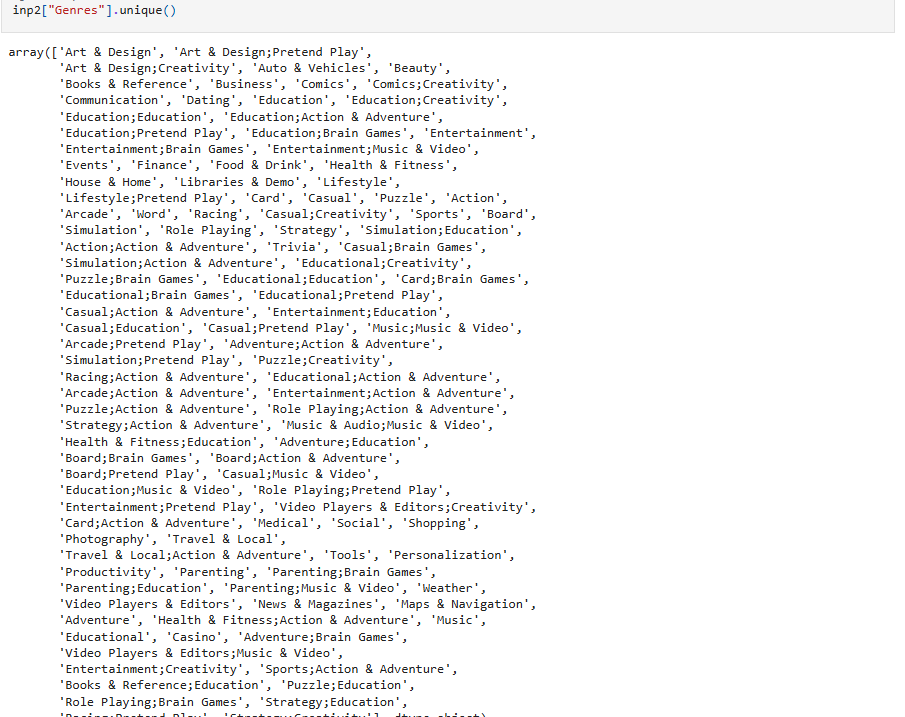 inp2["Genres"].unique()
array(['Art & Design', 'Art & Design;Pretend Play',
'Art & Design;Creativity', 'Auto & Vehicles', 'Beauty',
'Books & Reference', 'Business', 'Comics', 'Comics;Creativity',
'Communication', 'Dating', 'Education', 'Education;Creativity',
'Education;Education', 'Education;Action & Adventure',
'Education;Pretend Play', 'Education;Brain Games', 'Entertainment',
'Entertainment;Brain Games', 'Entertainment;Music & Video',
'Events', 'Finance', 'Food & Drink', 'Health & Fitness',
'House & Home', 'Libraries & Demo', 'Lifestyle',
'Lifestyle;Pretend Play', 'Card', 'Casual', 'Puzzle', 'Action',
'Arcade', 'Word', 'Racing', 'Casual;Creativity', 'Sports', 'Board',
'Simulation', 'Role Playing', 'Strategy', 'Simulation;Education',
'Action;Action & Adventure', 'Trivia', 'Casual;Brain Games',
'Simulation;Action & Adventure', 'Educational;Creativity',
'Puzzle;Brain Games', 'Educational;Education', 'Card;Brain Games',
'Educational;Brain Games', 'Educational;Pretend Play',
'Casual;Action & Adventure', 'Entertainment;Education',
'Casual;Education', 'Casual;Pretend Play', 'Music;Music & Video',
'Arcade;Pretend Play', 'Adventure;Action & Adventure',
'Simulation;Pretend Play', 'Puzzle;Creativity',
'Racing;Action & Adventure', 'Educational;Action & Adventure',
'Arcade;Action & Adventure', 'Entertainment;Action & Adventure',
'Puzzle;Action & Adventure', 'Role Playing;Action & Adventure',
'Strategy;Action & Adventure', 'Music & Audio;Music & Video',
'Health & Fitness;Education', 'Adventure;Education',
'Board;Brain Games', 'Board;Action & Adventure',
'Board;Pretend Play', 'Casual;Music & Video',
'Education;Music & Video', 'Role Playing;Pretend Play',
'Entertainment;Pretend Play', 'Video Players & Editors;Creativity',
'Card;Action & Adventure', 'Medical', 'Social', 'Shopping',
'Photography', 'Travel & Local',
'Travel & Local;Action & Adventure', 'Tools', 'Personalization',
'Productivity', 'Parenting', 'Parenting;Brain Games',
'Parenting;Education', 'Parenting;Music & Video', 'Weather',
'Video Players & Editors', 'News & Magazines', 'Maps & Navigation',
'Adventure', 'Health & Fitness;Action & Adventure', 'Music',
'Educational', 'Casino', 'Adventure;Brain Games',
'Video Players & Editors;Music & Video',
'Entertainment;Creativity', 'Sports;Action & Adventure',
'Books & Reference;Education', 'Puzzle;Education',
'Role Playing;Brain Games', 'Strategy;Education',
'Racing;Pretend Play', 'Strategy;Creativity'], dtype=object)